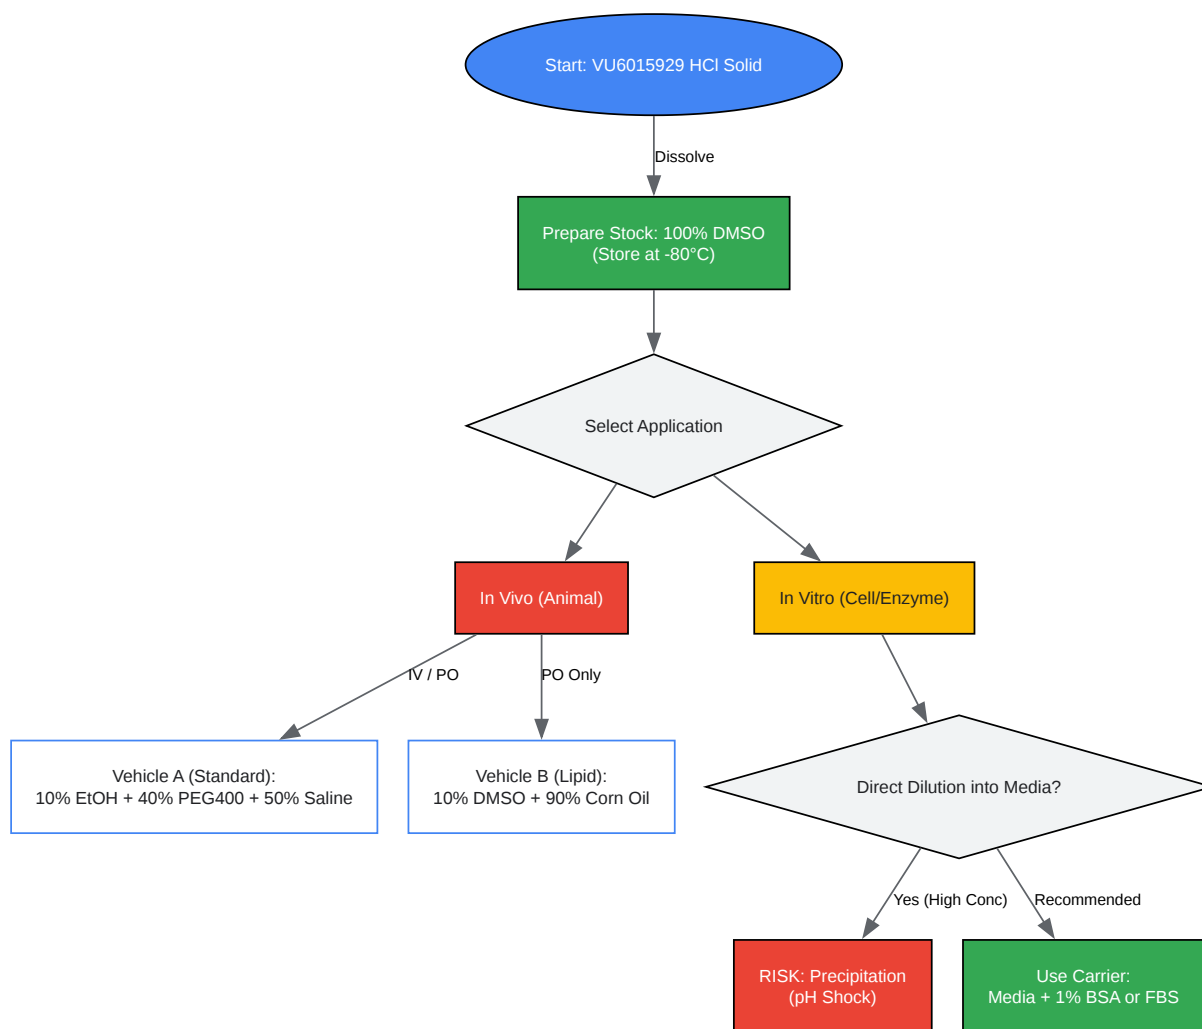 Start: VU6015929 HCl Solid
Dissolve
Prepare Stock: 100% DMSO
(Store at -80°C)
Select Application
In Vivo (Animal)
In Vitro (Cell/Enzyme)
IV / PO
PO Only
Vehicle A (Standard):
10% EtOH + 40% PEG400 + 50% Saline
Vehicle B (Lipid):
10% DMSO + 90% Corn Oil
Direct Dilution into Media?
Yes (High Conc)
Recommended
RISK: Precipitation
(pH Shock)
Use Carrier:
Media + 1% BSA or FBS